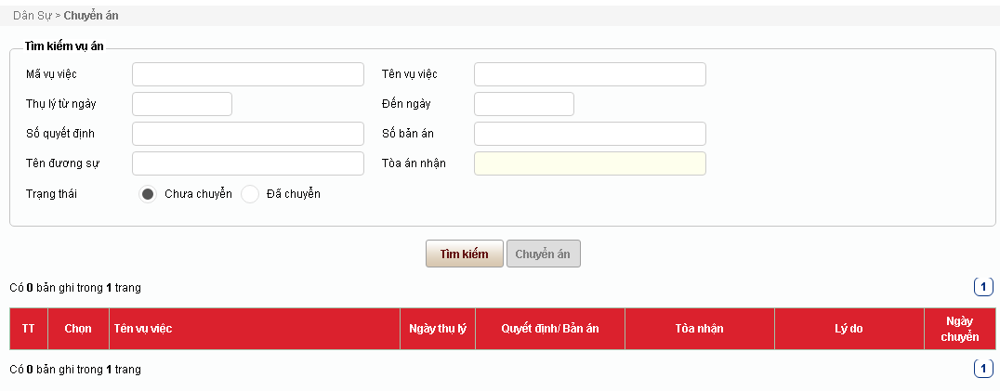 Dân Sự > Chuyển án
Tìm kiếm vụ án
Mã vụ việc Tên vụ việc
Thụ lý từ ngày Đến ngày
Số quyết định Số bản án
Tên đương sự Tòa án nhận
Trạng thái Chưa chuyển Đã chuyển
Tìm kiếm Chuyển án
Có 0 bản ghi trong 1 trang 1
TT Chọn Tên vụ việc Ngày thụ lý Quyết định/ Bản án Tòa nhận Lý do Ngày
chuyển
Có 0 bản ghi trong 1 trang 1